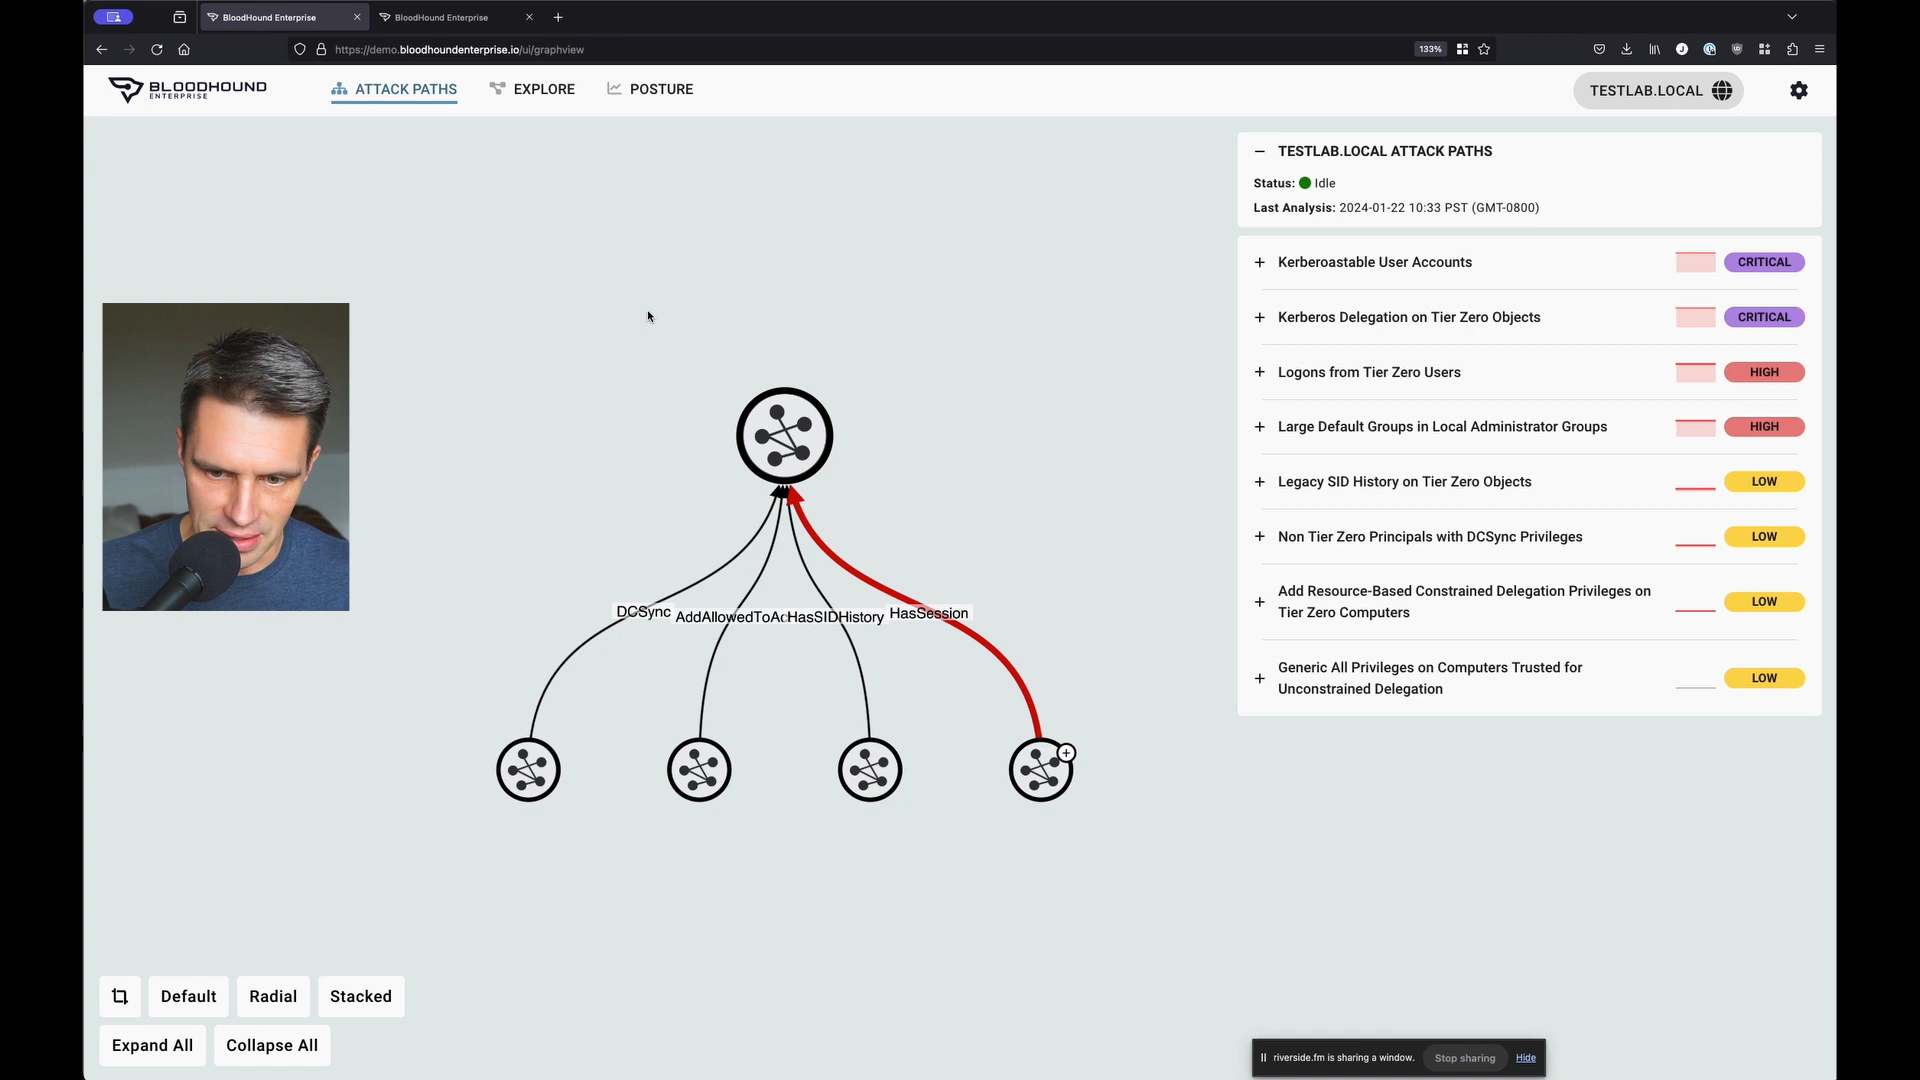 BloodHound Enterprise
BloodHound Enterprise
https://demo.bloodhoundenterprise.io/ui/graphview
133%
BLOODHOUND
ENTERPRISE
ATTACK PATHS
EXPLORE
POSTURE
TESTLAB.LOCAL
TESTLAB.LOCAL ATTACK PATHS
Status: Idle
Last Analysis: 2024-01-22 10:33 PST (GMT-0800)
Kerberoastable User Accounts CRITICAL
Kerberos Delegation on Tier Zero Objects CRITICAL
Logons from Tier Zero Users HIGH
Large Default Groups in Local Administrator Groups HIGH
Legacy SID History on Tier Zero Objects LOW
Non Tier Zero Principals with DCSync Privileges LOW
Add Resource-Based Constrained Delegation Privileges on
Tier Zero Computers LOW
Generic All Privileges on Computers Trusted for
Unconstrained Delegation LOW
DCSync
AddAllowedToAc
HasSIDHistory
HasSession
Default
Radial
Stacked
Expand All
Collapse All
riverside.fm is sharing a window.
Stop sharing
Hide